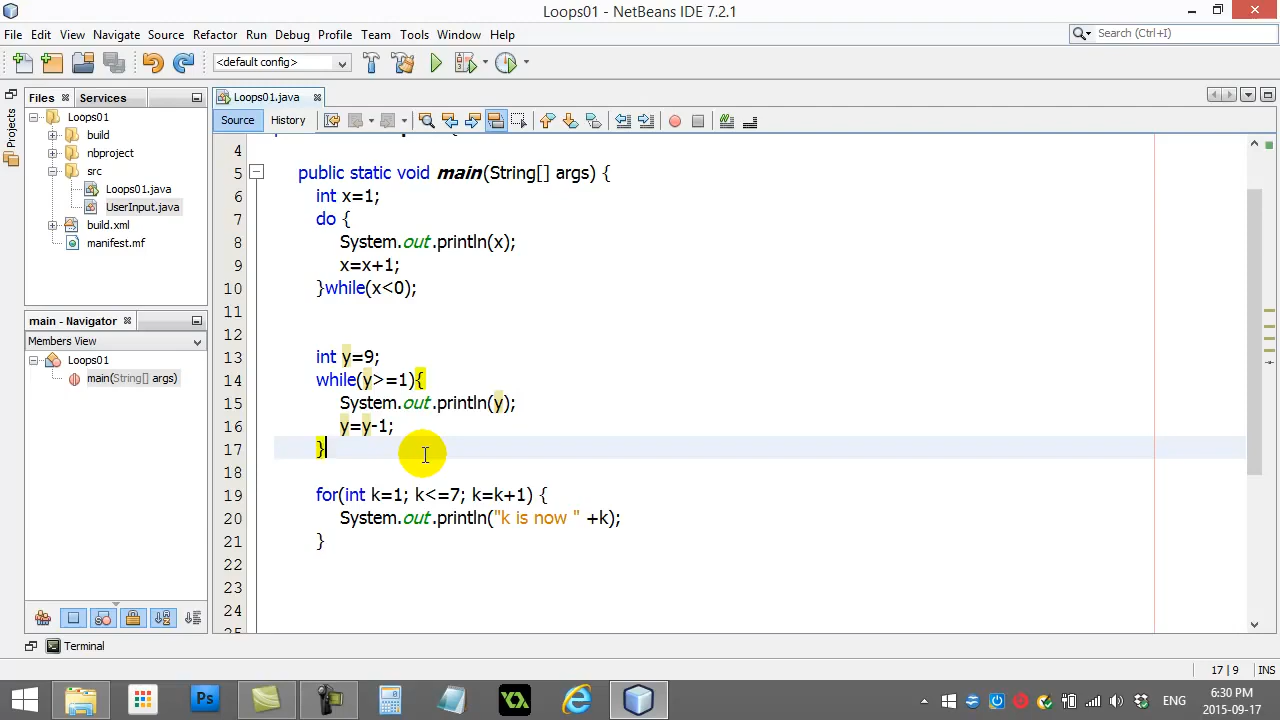 Loops01 - NetBeans IDE 7.2.1
File Edit View Navigate Source Refactor Run Debug Profile Team Tools Window Help
Search (Ctrl+I)
<default config>
Projects
Files Services
Loops01
build
nbproject
src
Loops01.java
UserInput.java
build.xml
manifest.mf
main - Navigator
Members View
Loops01
main(String[] args)
Loops01.java
Source History
4
5 public static void main(String[] args) {
6 int x=1;
7 do {
8 System.out.println(x);
9 x=x+1;
10 }while(x<0);
11
12
13 int y=9;
14 while(y>=1){
15 System.out.println(y);
16 y=y-1;
17 }
18
19 for(int k=1; k<=7; k=k+1) {
20 System.out.println("k is now " +k);
21 }
22
23
24
25
Terminal
17 | 9 INS
Ps
ENG
6:30 PM
2015-09-17